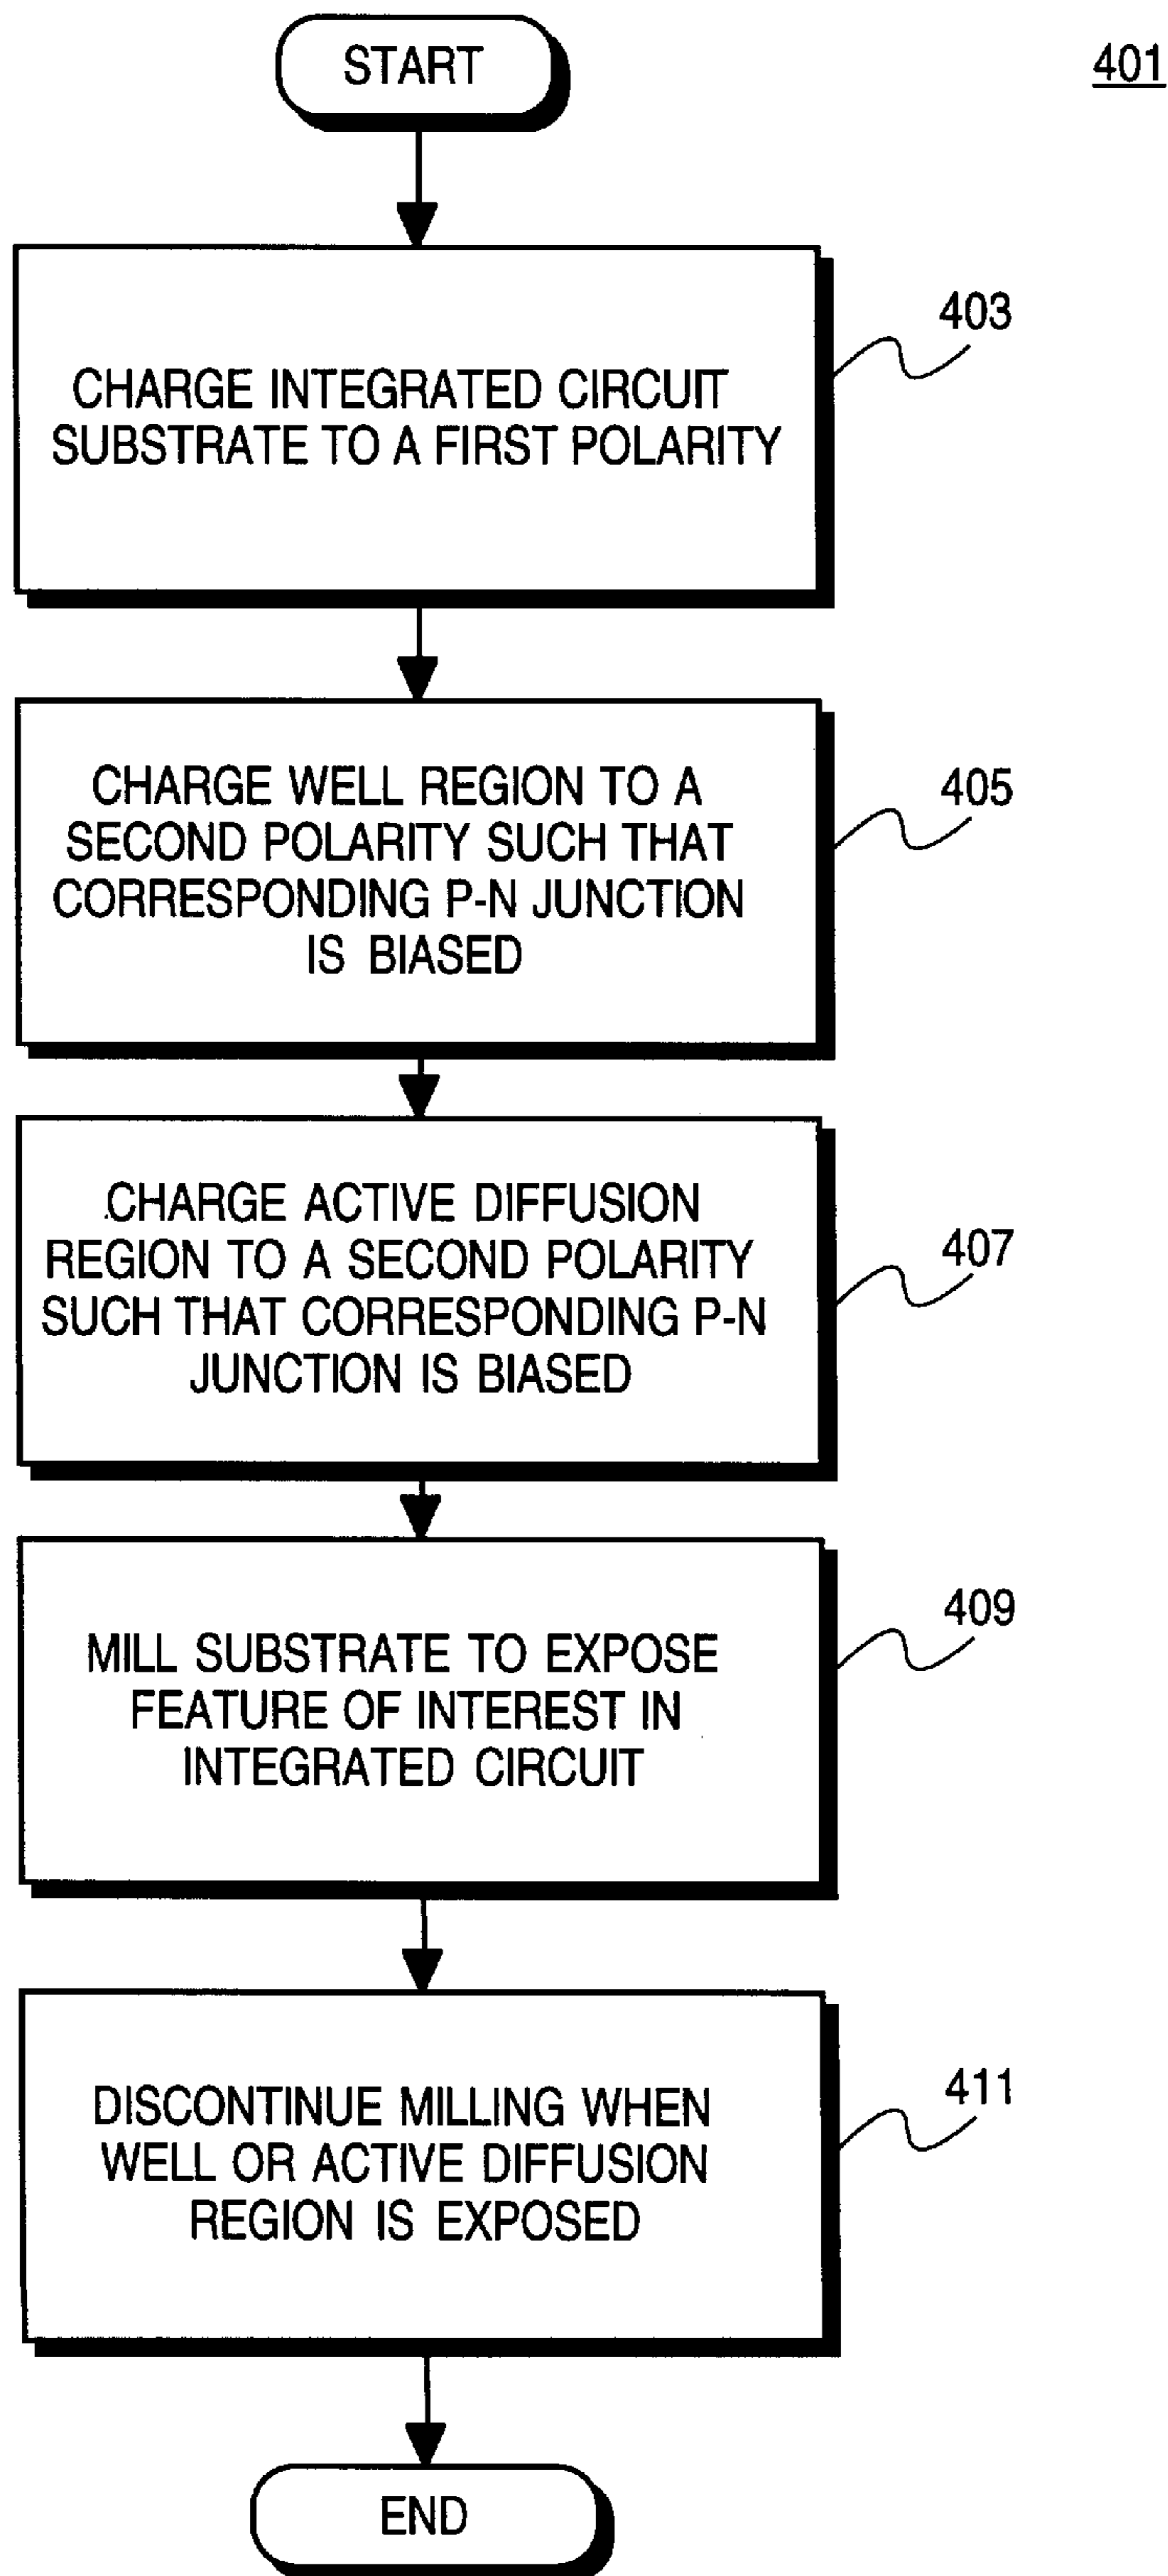 START
401
CHARGE INTEGRATED CIRCUIT
SUBSTRATE TO A FIRST POLARITY
403
CHARGE WELL REGION TO A
SECOND POLARITY SUCH THAT
CORRESPONDING P-N JUNCTION
IS BIASED
405
CHARGE ACTIVE DIFFUSION
REGION TO A SECOND POLARITY
SUCH THAT CORRESPONDING P-N
JUNCTION IS BIASED
407
MILL SUBSTRATE TO EXPOSE
FEATURE OF INTEREST IN
INTEGRATED CIRCUIT
409
DISCONTINUE MILLING WHEN
WELL OR ACTIVE DIFFUSION
REGION IS EXPOSED
411
END